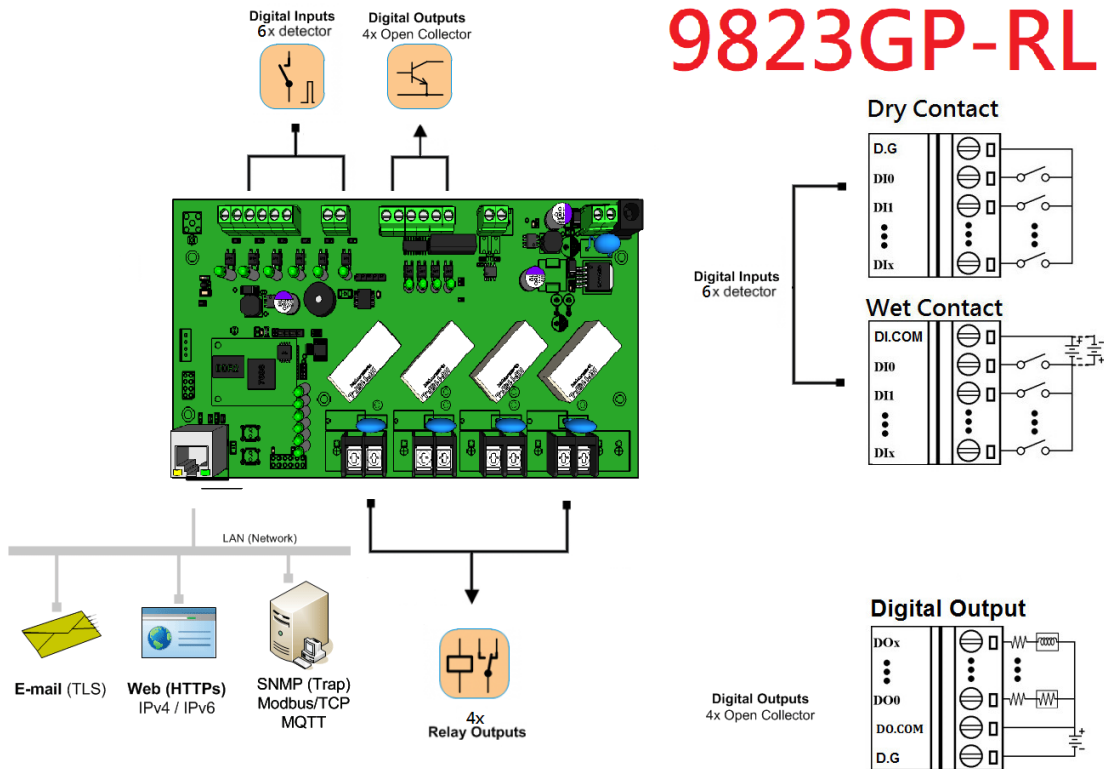 Digital Inputs
6x detector
Digital Outputs
4x Open Collector
9823GP-RL
Dry Contact
D.G
DI0
DI1
DIx
Digital Inputs
6x detector
Wet Contact
DI.COM
DI0
DI1
DIx
LAN (Network)
E-mail (TLS)
Web (HTTPs)
IPv4 / IPv6
SNMP (Trap)
Modbus/TCP
MQTT
4x
Relay Outputs
Digital Output
DOx
DO0
DO.COM
D.G
Digital Outputs
4x Open Collector